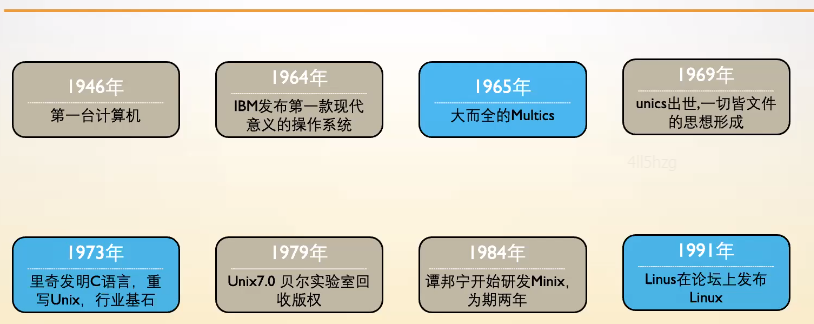 1946年
第一台计算机
1964年
IBM发布第一款现代
意义的操作系统
1965年
大而全的Multics
1969年
unics出世,一切皆文件
的思想形成
4ll5hzg
1973年
里奇发明C语言，重
写Unix，行业基石
1979年
Unix7.0 贝尔实验室回
收版权
1984年
谭邦宁开始研发Minix，
为期两年
1991年
Linus在论坛上发布
Linux